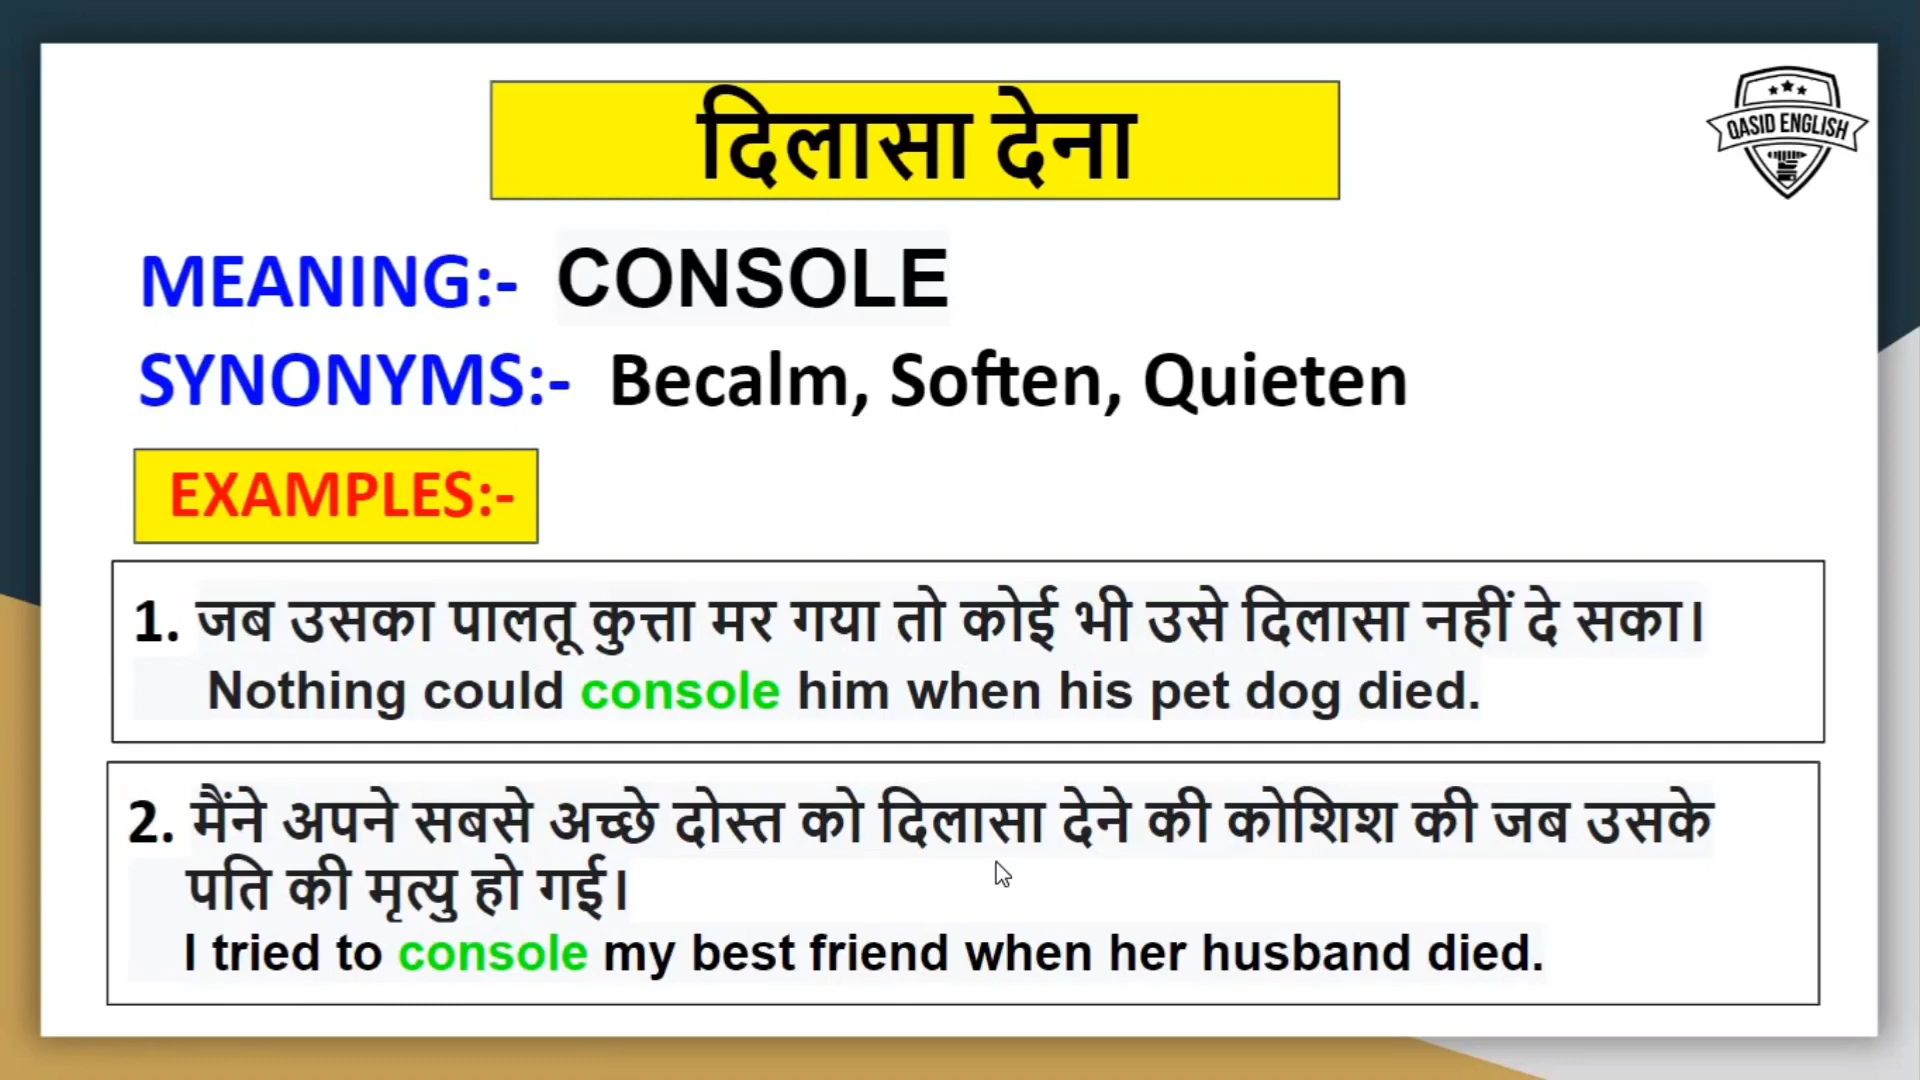 दिलासा देना
QASID ENGLISH
MEANING:- CONSOLE
SYNONYMS:- Becalm, Soften, Quieten
EXAMPLES:-
1. जब उसका पालतू कुत्ता मर गया तो कोई भी उसे दिलासा नहीं दे सका।
Nothing could console him when his pet dog died.
2. मैंने अपने सबसे अच्छे दोस्त को दिलासा देने की कोशिश की जब उसके
पति की मृत्यु हो गई।
I tried to console my best friend when her husband died.